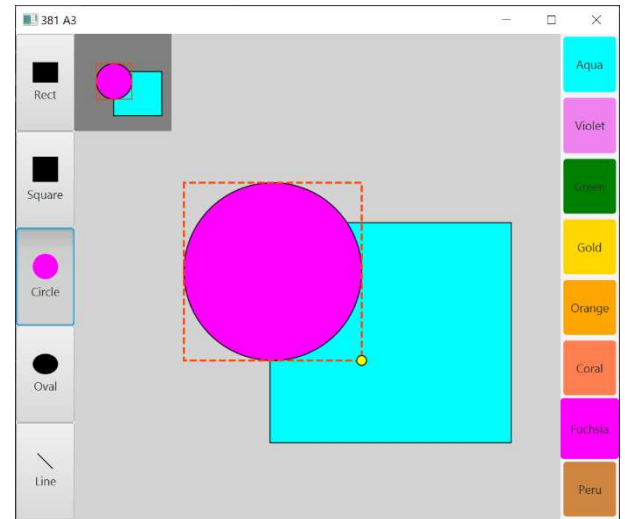 381 A3
Rect
Square
Circle
Oval
Line
Aqua
Violet
Green
Gold
Orange
Coral
Fuchsia
Peru